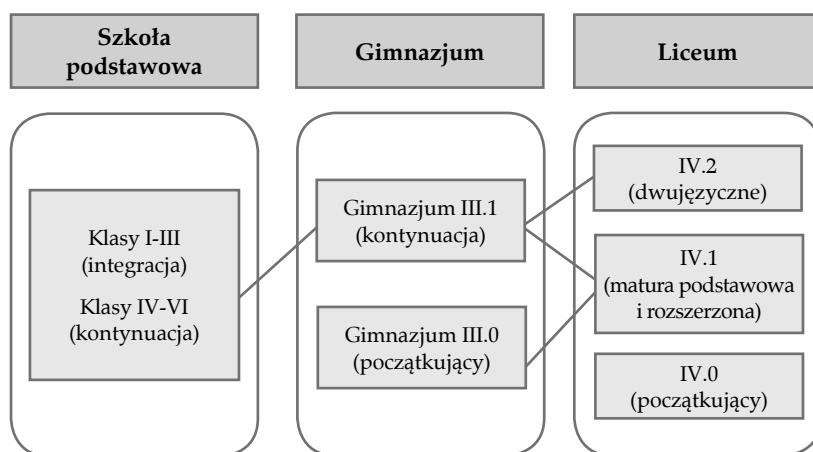 Szkoła
podstawowa
Gimnazjum
Liceum
Klasy I-III
(integracja)
Klasy IV-VI
(kontynuacja)
Gimnazjum III.1
(kontynuacja)
Gimnazjum III.0
(początkujący)
IV.2
(dwujęzyczne)
IV.1
(matura podstawowa
i rozszerzona)
IV.0
(początkujący)